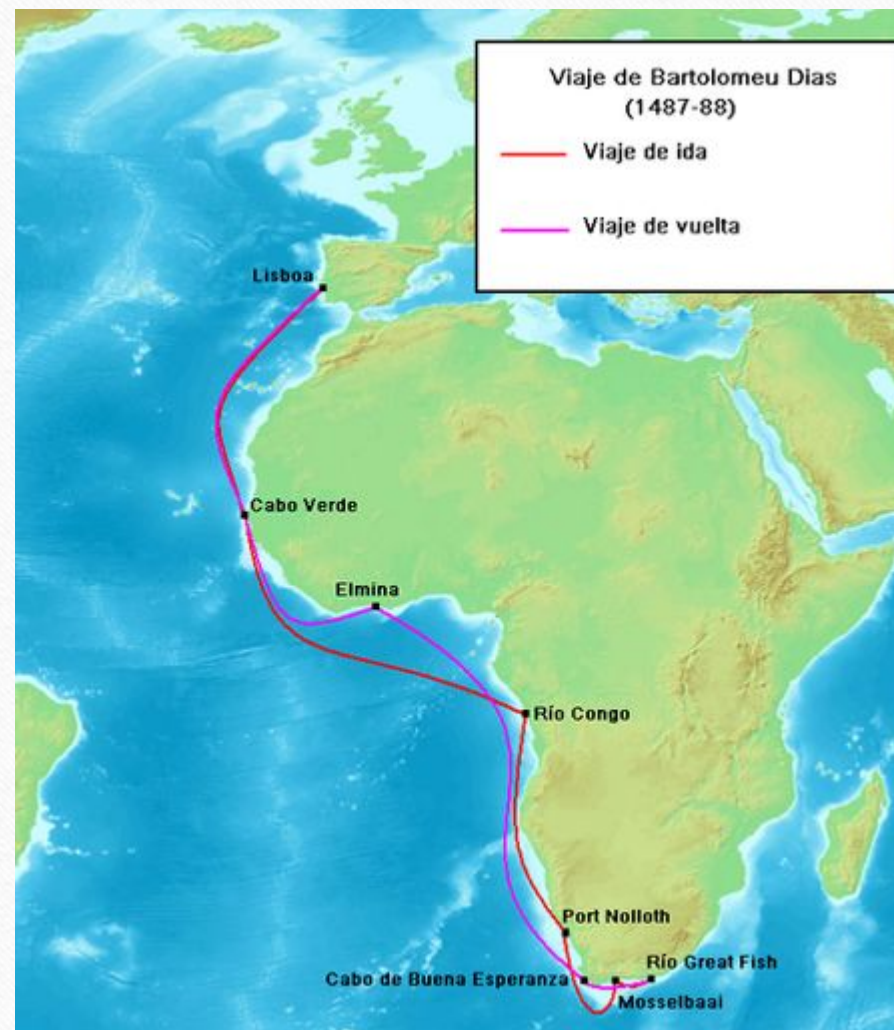 Viaje de Bartolomeu Dias
(1487-88)
Viaje de ida
Viaje de vuelta
Lisboa
Cabo Verde
Elmina
Río Congo
Port Nolloth
Río Great Fish
Cabo de Buena Esperanza
Mosselbaai